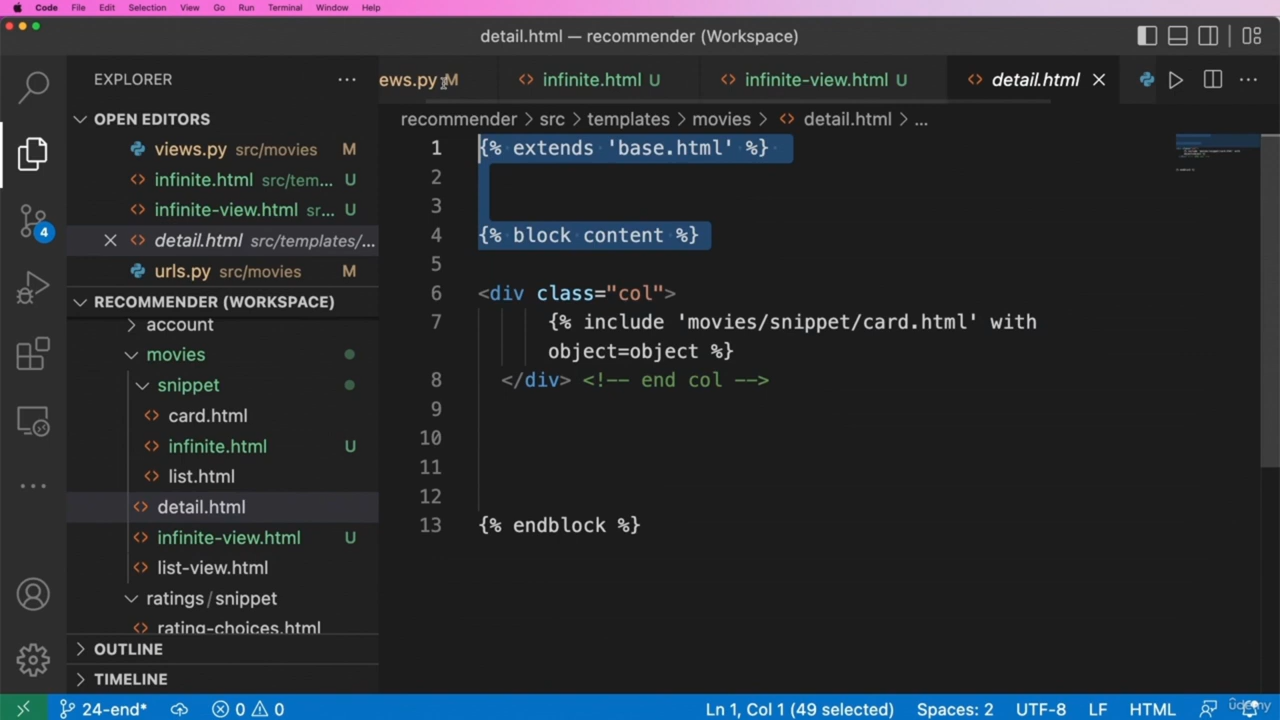 Code File Edit Selection View Go Run Terminal Window Help
detail.html — recommender (Workspace)
EXPLORER
ews.py M infinite.html U infinite-view.html U detail.html
OPEN EDITORS
recommender > src > templates > movies > detail.html > ...
views.py src/movies M
infinite.html src/tem... U
infinite-view.html sr... U
detail.html src/templates/...
urls.py src/movies M
RECOMMENDER (WORKSPACE)
account
movies
snippet
card.html
infinite.html U
list.html
detail.html
infinite-view.html U
list-view.html
ratings / snippet
rating-choices.html
OUTLINE
TIMELINE
4
1 {% extends 'base.html' %}
2
3
4 {% block content %}
5
6 <div class="col">
7 {% include 'movies/snippet/card.html' with
object=object %}
8 </div> <!-- end col -->
9
10
11
12
13 {% endblock %}
24-end* 0 0 Ln 1, Col 1 (49 selected) Spaces: 2 UTF-8 LF HTML
udemy